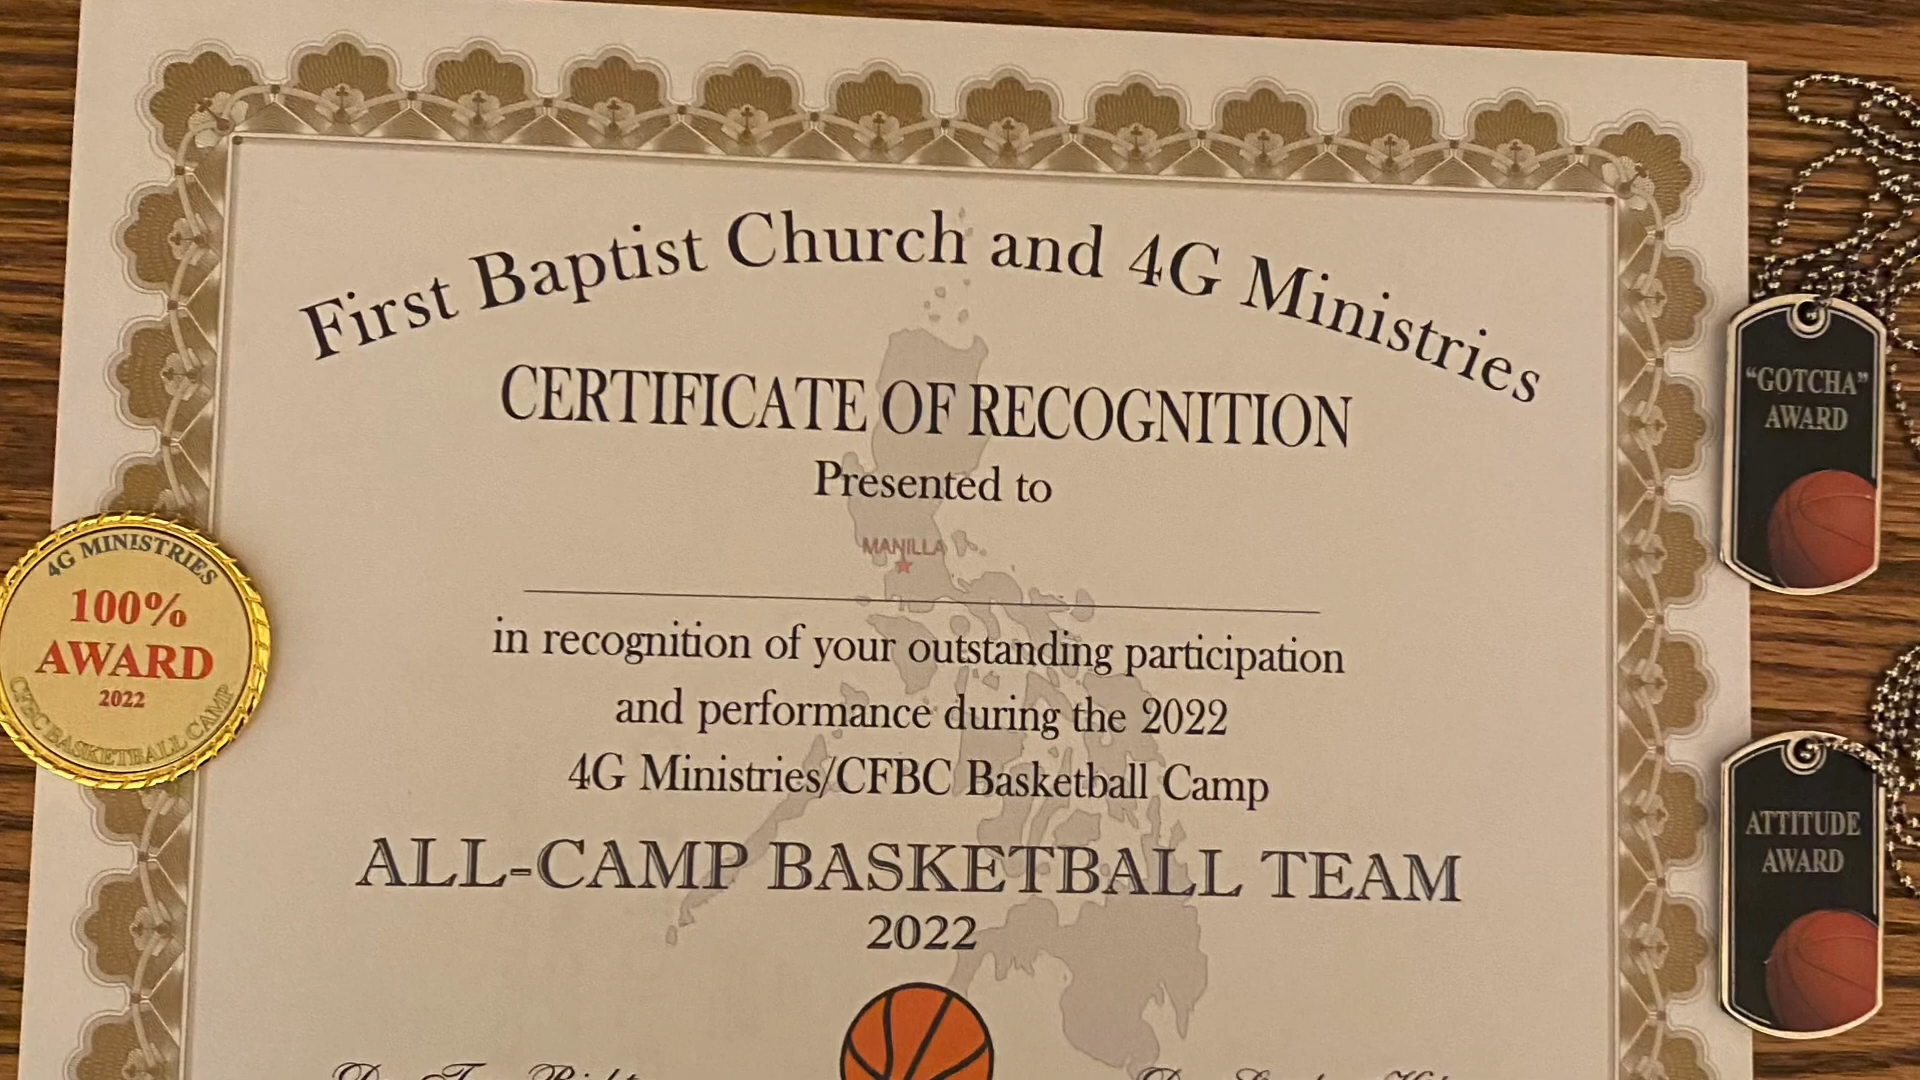 First Baptist Church and 4G Ministries
CERTIFICATE OF RECOGNITION
Presented to
MANILLA
in recognition of your outstanding participation
and performance during the 2022
4G Ministries/CFBC Basketball Camp
ALL-CAMP BASKETBALL TEAM
2022
4G MINISTRIES
100%
AWARD
2022
CFBC BASKETBALL CAMP
“GOTCHA”
AWARD
ATTITUDE
AWARD